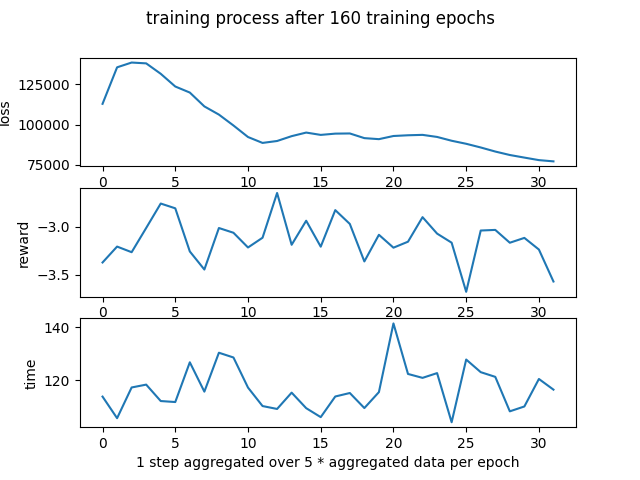 training process after 160 training epochs
125000
100000
75000
loss
0 5 10 15 20 25 30
−3.0
−3.5
reward
0 5 10 15 20 25 30
140
120
time
0 5 10 15 20 25 30
1 step aggregated over 5 * aggregated data per epoch